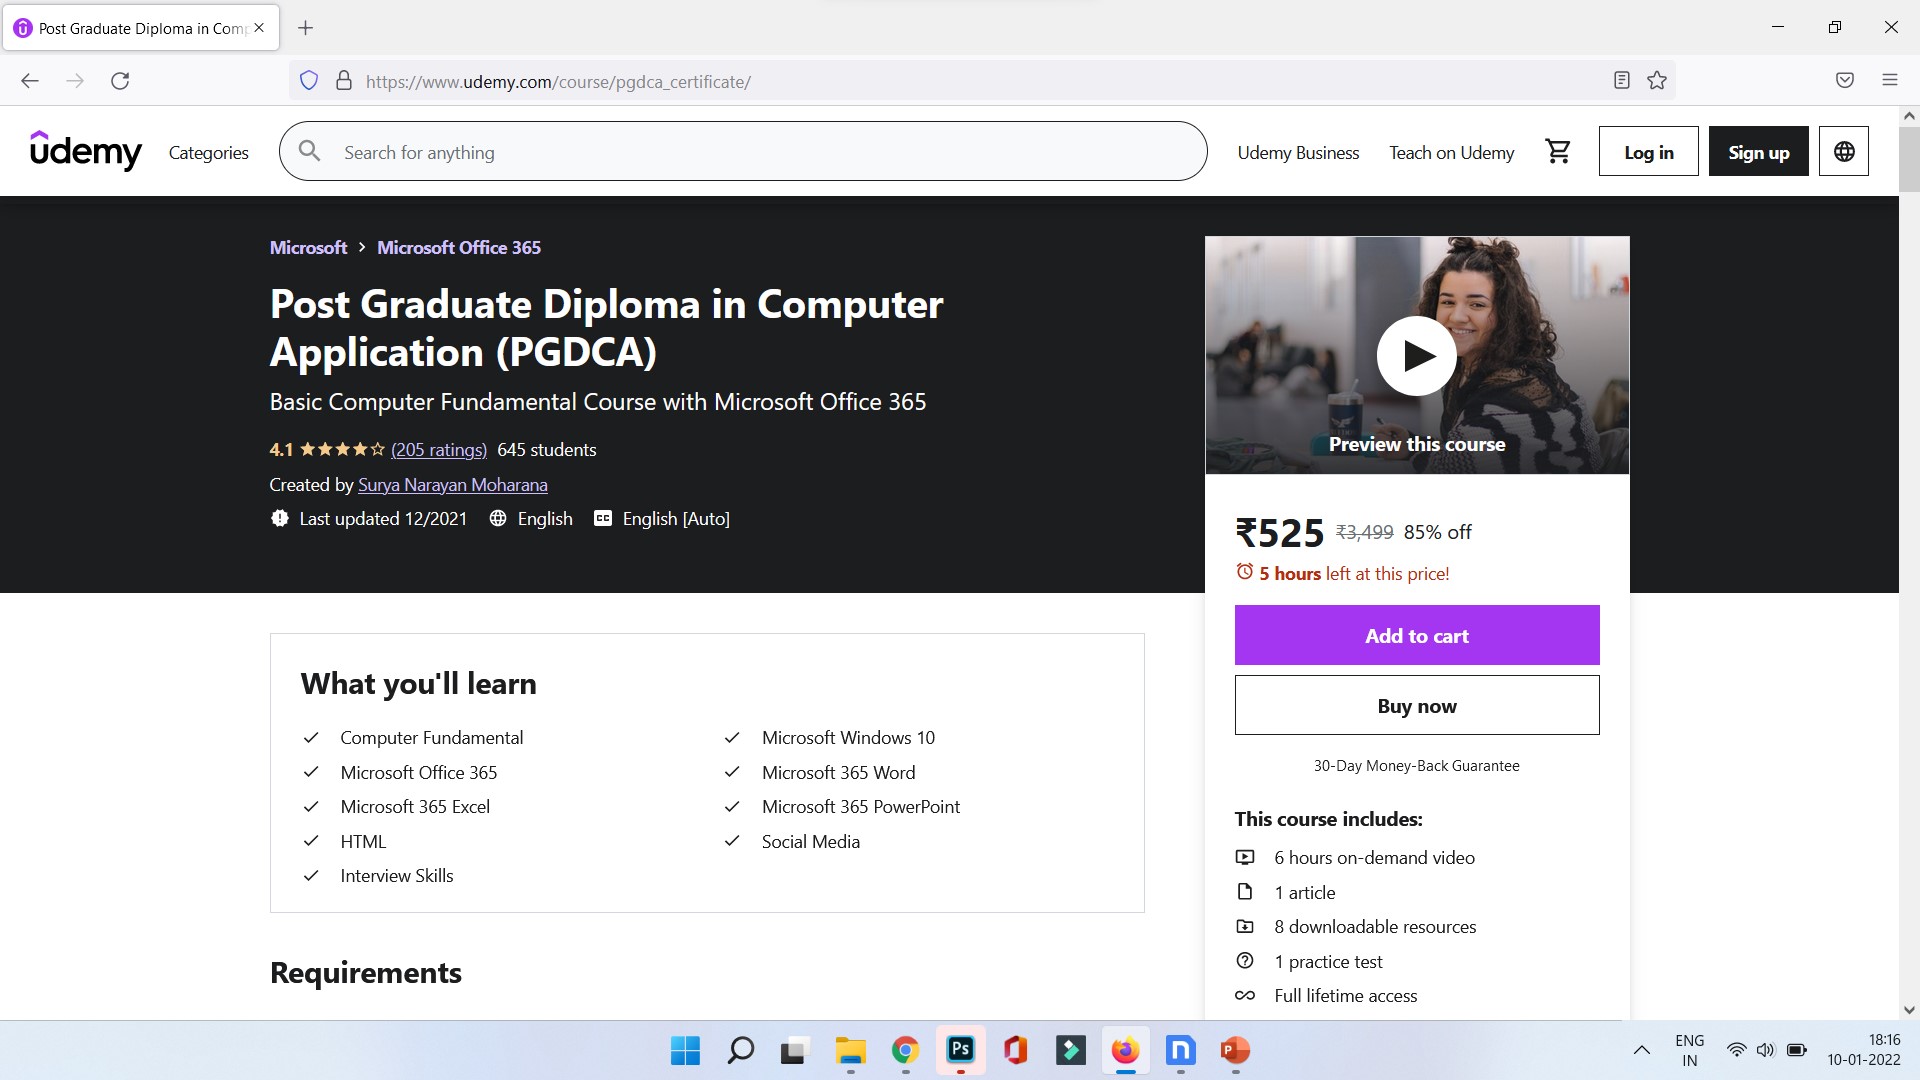 Post Graduate Diploma in Comp
https://www.udemy.com/course/pgdca_certificate/
udemy
Categories
Search for anything
Udemy Business
Teach on Udemy
Log in
Sign up
Microsoft > Microsoft Office 365
Post Graduate Diploma in Computer
Application (PGDCA)
Basic Computer Fundamental Course with Microsoft Office 365
4.1 (205 ratings) 645 students
Created by Surya Narayan Moharana
Last updated 12/2021 English CC English [Auto]
Preview this course
₹525 ₹3,499 85% off
5 hours left at this price!
Add to cart
Buy now
30-Day Money-Back Guarantee
This course includes:
6 hours on-demand video
1 article
8 downloadable resources
1 practice test
Full lifetime access
What you'll learn
Computer Fundamental
Microsoft Windows 10
Microsoft Office 365
Microsoft 365 Word
Microsoft 365 Excel
Microsoft 365 PowerPoint
HTML
Social Media
Interview Skills
Requirements
Ps
n
P
ENG
IN
18:16
10-01-2022